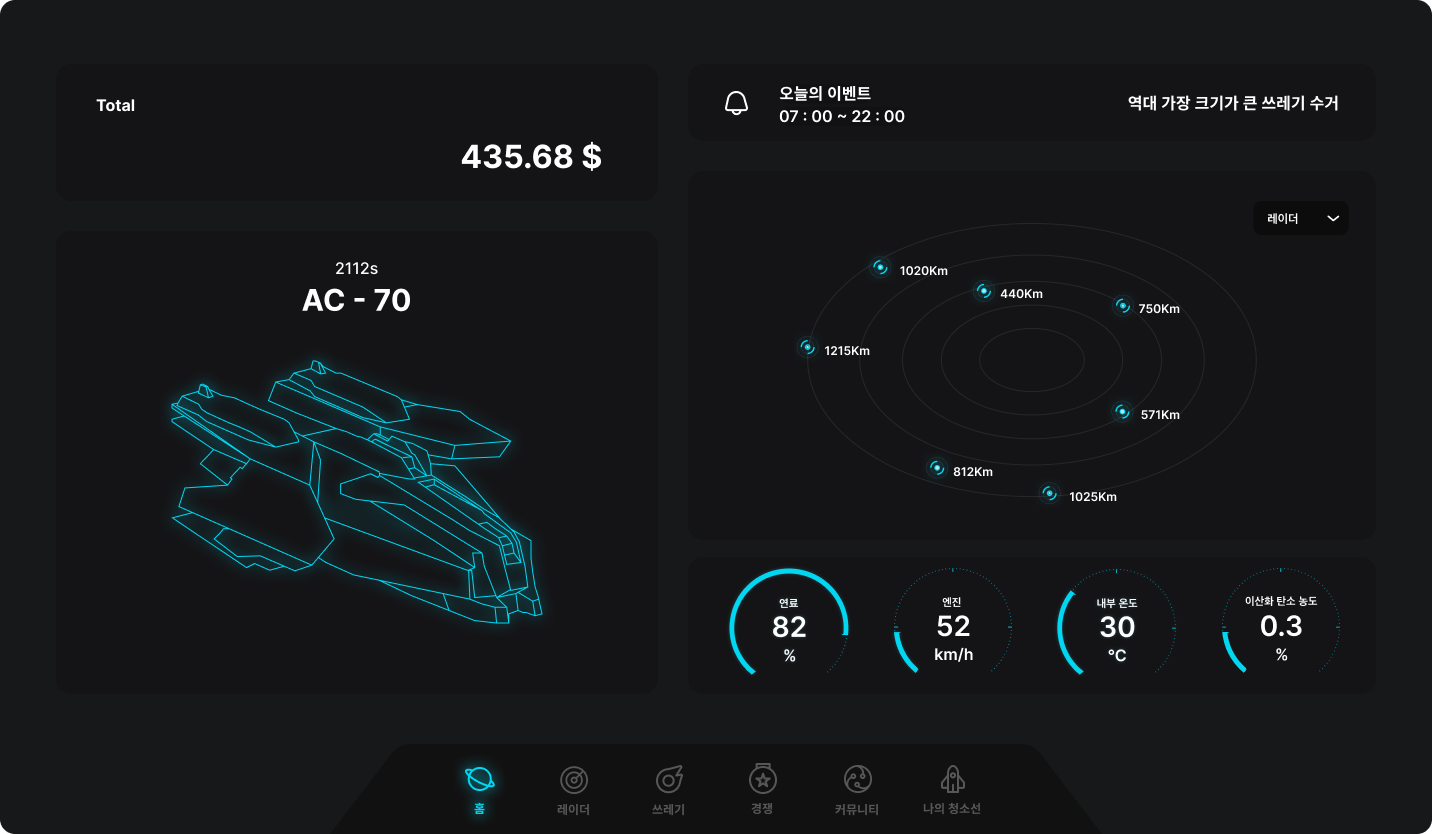 Total
435.68 $
오늘의 이벤트
07 : 00 ~ 22 : 00
역대 가장 크기가 큰 쓰레기 수거
2112s
AC - 70
레이더
1020Km
440Km
750Km
1215Km
571Km
812Km
1025Km
연료
82
%
엔진
52
km/h
내부 온도
30
°C
이산화 탄소 농도
0.3
%
홈
레이더
쓰레기
경쟁
커뮤니티
나의 청소선